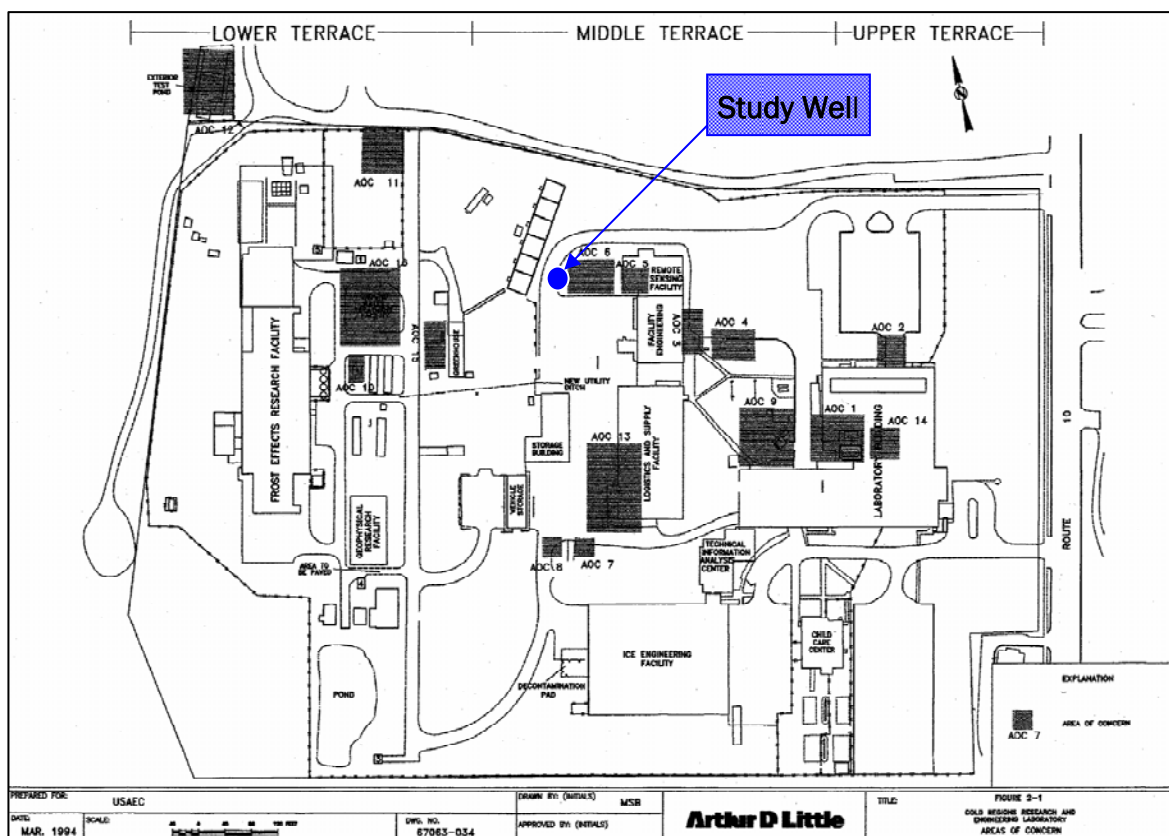 LOWER TERRACE
MIDDLE TERRACE
UPPER TERRACE
EXTERIOR
TEST
POND
AOC 12
Study Well
N
AOC 11
AOC 6
AOC 5
REMOTE
SENSING
FACILITY
AOC 10
AOC 15
GREENHOUSE
FACILITY
ENGINEERING
AOC 3
AOC 4
AOC 2
FROST EFFECTS RESEARCH FACILITY
AOC 10
NEW UTILITY
DITCH
AOC 9
AOC 1
AOC 14
STORAGE
BUILDING
AOC 13
LOGISTICS AND SUPPLY
FACILITY
LABORATORY BUILDING
ROUTE 10
VEHICLE
STORAGE
GEOPHYSICAL
RESEARCH
FACILITY
AREA TO
BE PAVED
AOC 8
AOC 7
TECHNICAL
INFORMATION
ANALYSIS
CENTER
CHILD
CARE
CENTER
ICE ENGINEERING
FACILITY
DECONTAMINATION
PAD
POND
EXPLANATION
AREA OF CONCERN
AOC 7
PREPARED FOR:
USAEC
DRAWN BY: (INITIALS)
MSB
DATE:
MAR. 1994
SCALE:
DWG. NO.
67063-034
APPROVED BY: (INITIALS)
Arthur D Little
TITLE:
FIGURE 2-1
COLD REGIONS RESEARCH AND
ENGINEERING LABORATORY
AREAS OF CONCERN